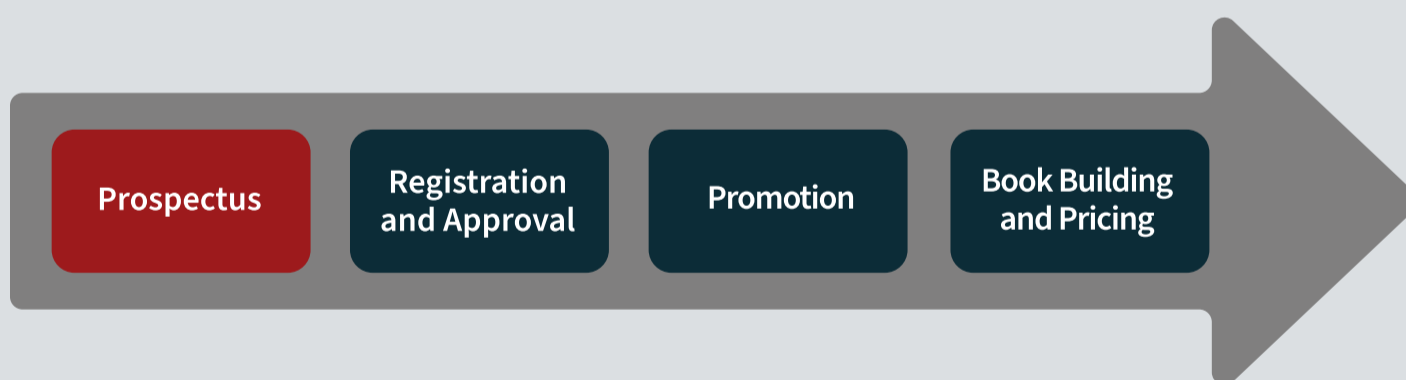 Prospectus
Registration
and Approval
Promotion
Book Building
and Pricing